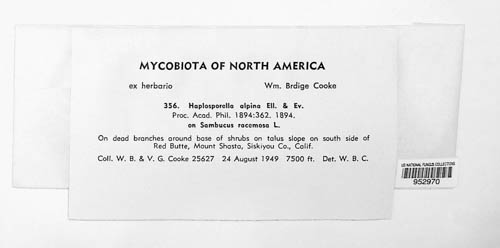 MYCOBIOTA OF NORTH AMERICA
ex herbario Wm. Brdige Cooke
356. Haplosporella alpina Ell. & Ev.
Proc. Acad. Phil. 1894:362. 1894.
on Sambucus racemosa L.
On dead branches around base of shrubs on talus slope on south side of
Red Butte, Mount Shasta, Siskiyou Co., Calif.
Coll. W. B. & V. G. Cooke 25627 24 August 1949 7500 ft. Det. W. B. C.
US NATIONAL FUNGUS COLLECTIONS
952970